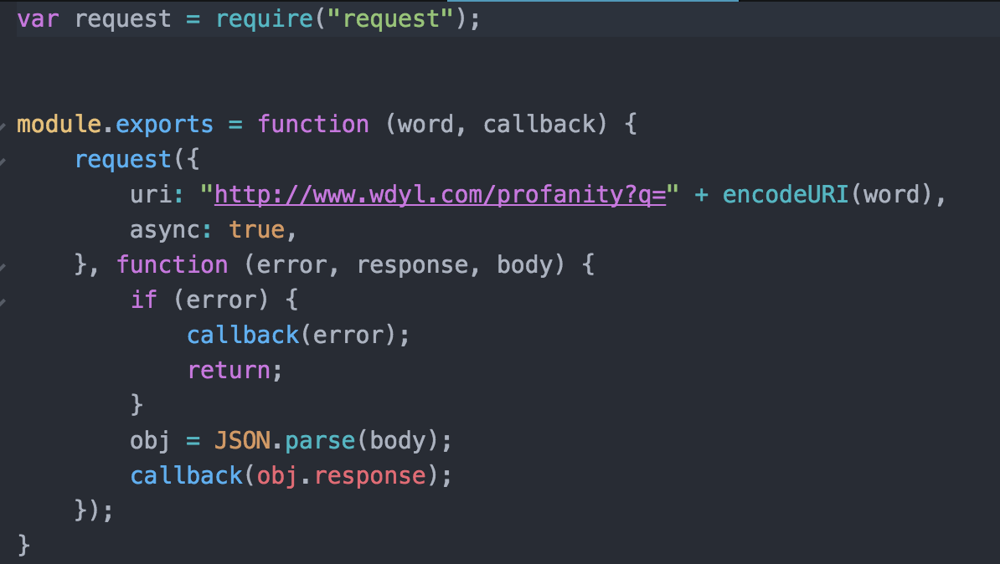 var request = require("request");
module.exports = function (word, callback) {
    request({
        uri: "http://www.wdyl.com/profanity?q=" + encodeURI(word),
        async: true,
    }, function (error, response, body) {
        if (error) {
            callback(error);
            return;
        }
        obj = JSON.parse(body);
        callback(obj.response);
    });
}